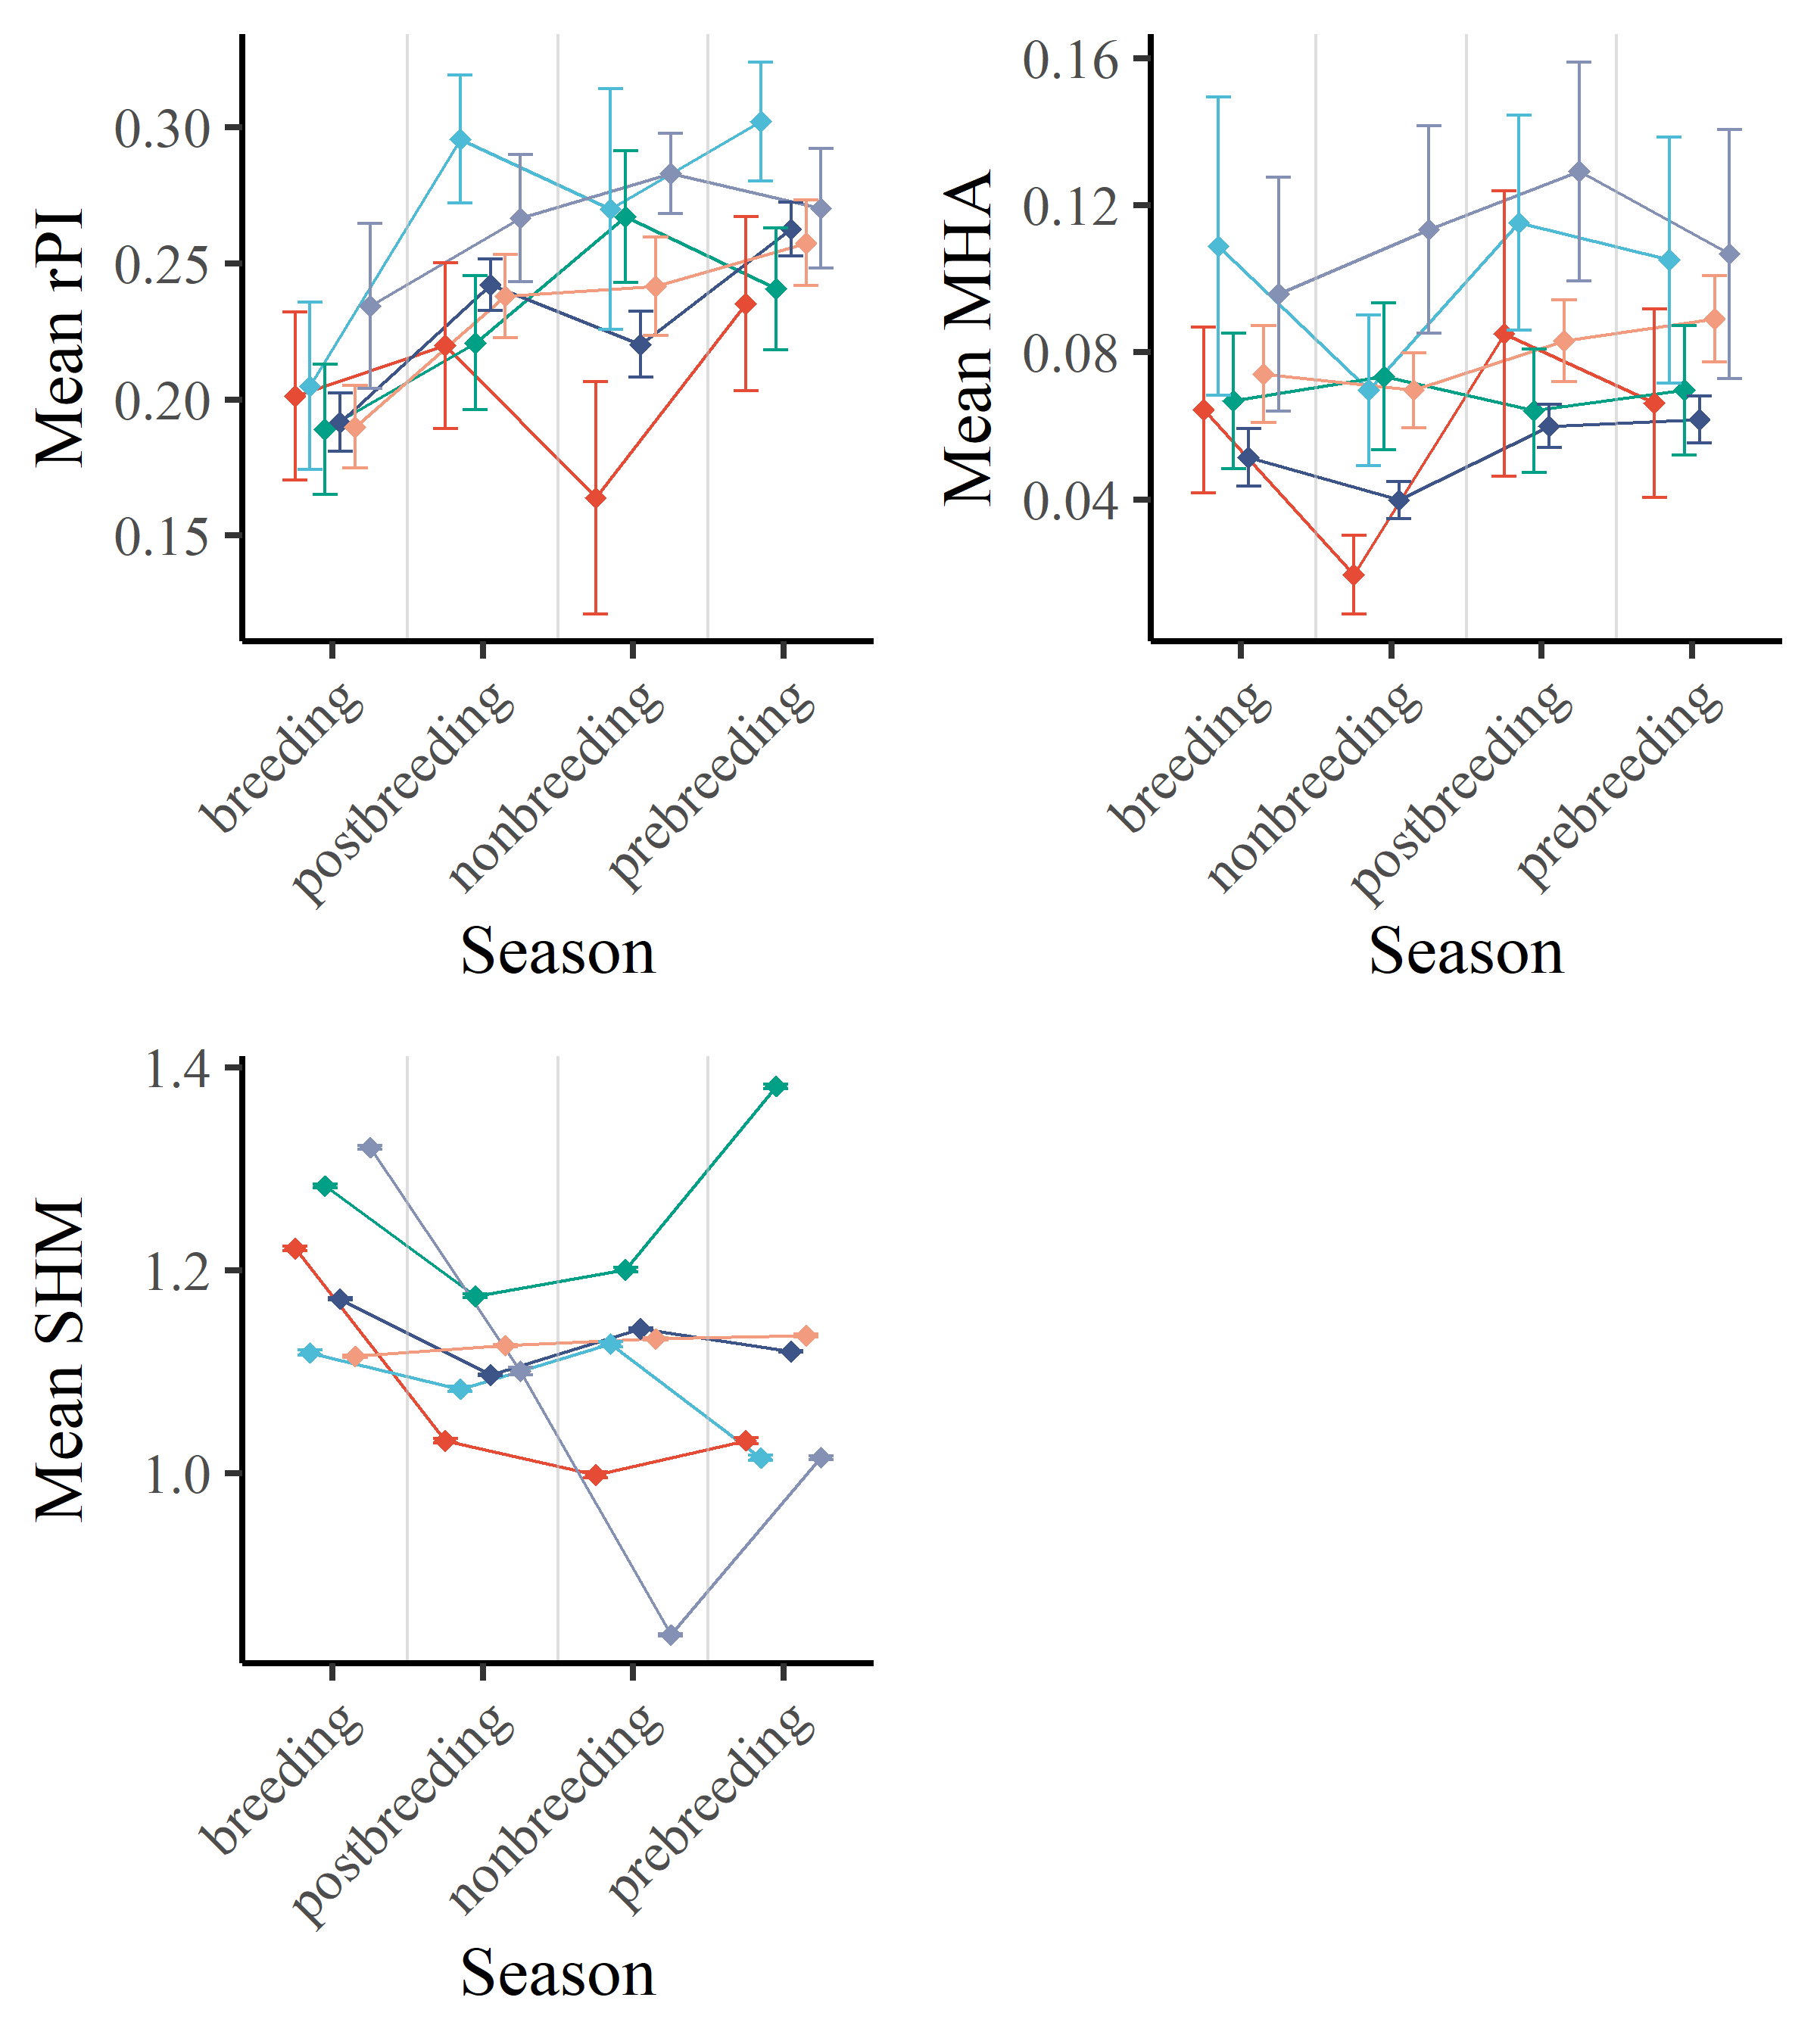 Mean rPI
0.30
0.25
0.20
0.15
breeding
postbreeding
nonbreeding
prebreeding
Season
Mean MHA
0.16
0.12
0.08
0.04
breeding
nonbreeding
postbreeding
prebreeding
Season
Mean SHM
1.4
1.2
1.0
breeding
postbreeding
nonbreeding
prebreeding
Season